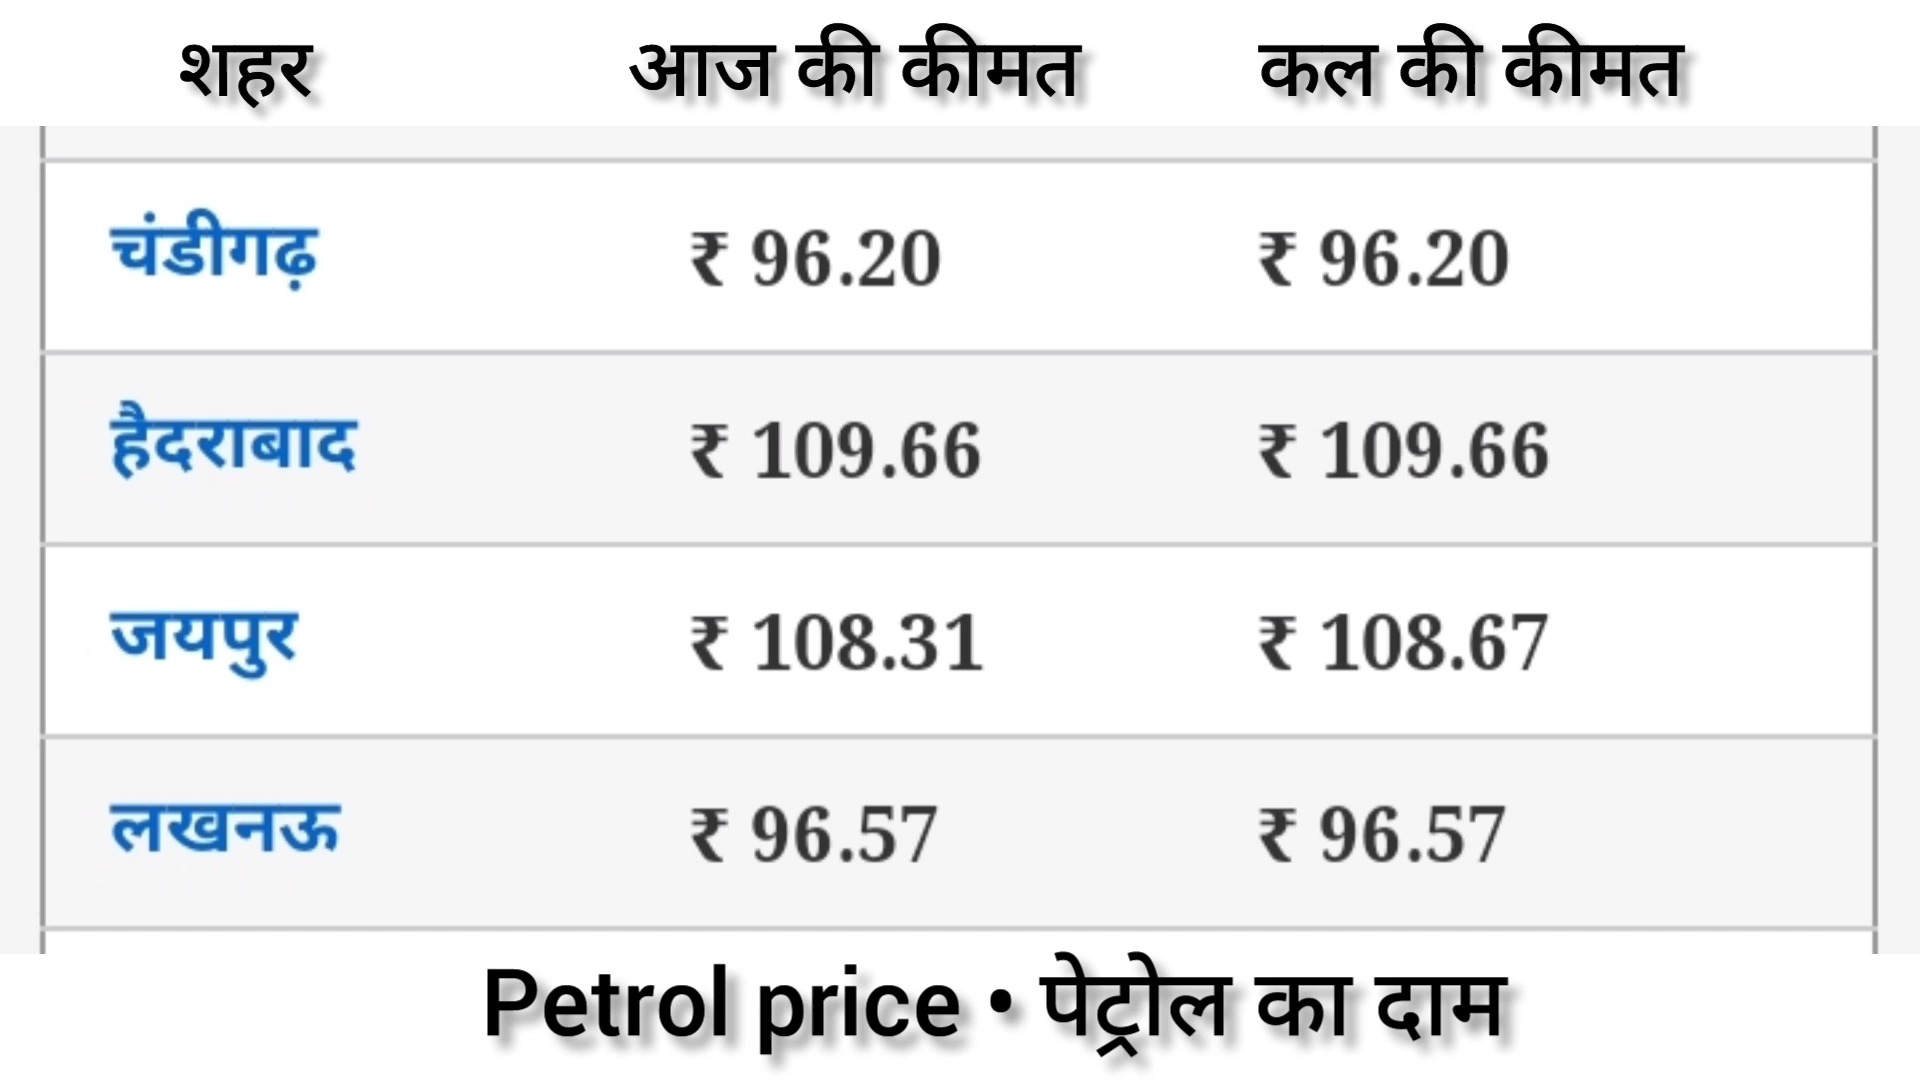 शहर आज की कीमत कल की कीमत
चंडीगढ़ ₹ 96.20 ₹ 96.20
हैदराबाद ₹ 109.66 ₹ 109.66
जयपुर ₹ 108.31 ₹ 108.67
लखनऊ ₹ 96.57 ₹ 96.57
Petrol price • पेट्रोल का दाम